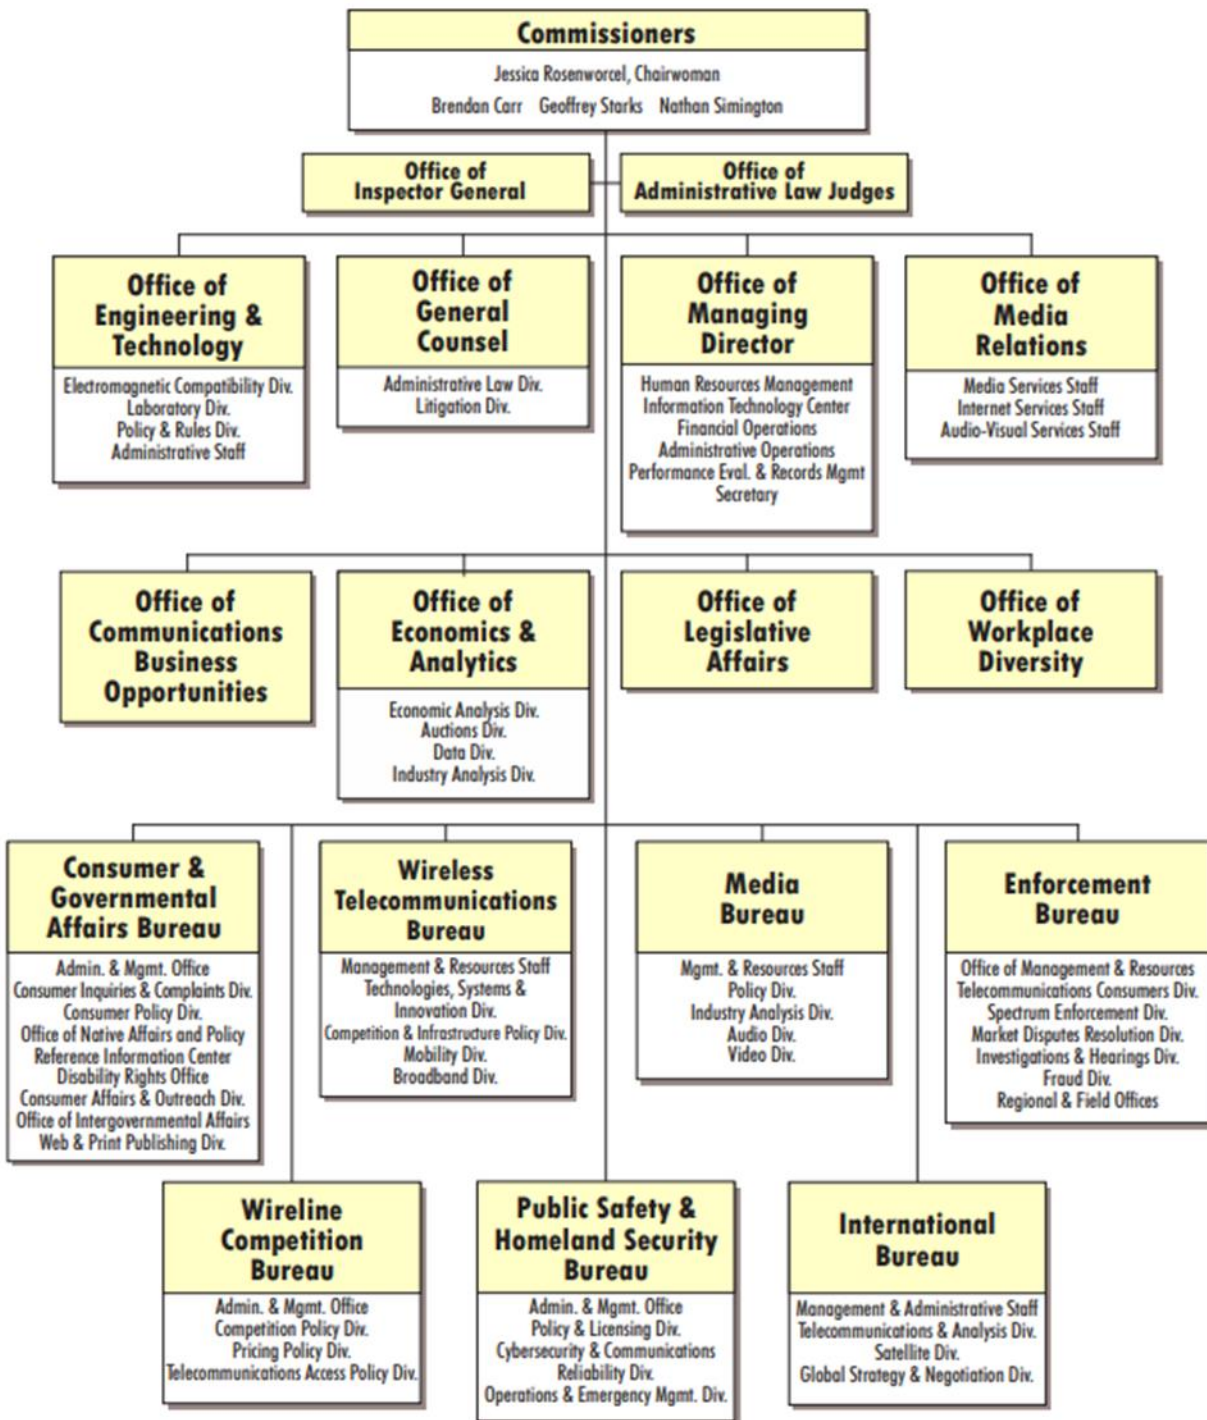 Commissioners
Jessica Rosenworcel, Chairwoman
Brendan Carr Geoffrey Starks Nathan Simington
Office of
Inspector General
Office of
Administrative Law Judges
Office of
Engineering &
Technology
Electromagnetic Compatibility Div.
Laboratory Div.
Policy & Rules Div.
Administrative Staff
Office of
General
Counsel
Administrative Law Div.
Litigation Div.
Office of
Managing
Director
Human Resources Management
Information Technology Center
Financial Operations
Administrative Operations
Performance Eval. & Records Mgmt
Secretary
Office of
Media
Relations
Media Services Staff
Internet Services Staff
Audio-Visual Services Staff
Office of
Communications
Business
Opportunities
Office of
Economics &
Analytics
Economic Analysis Div.
Auctions Div.
Data Div.
Industry Analysis Div.
Office of
Legislative
Affairs
Office of
Workplace
Diversity
Consumer &
Governmental
Affairs Bureau
Admin. & Mgmt. Office
Consumer Inquiries & Complaints Div.
Consumer Policy Div.
Office of Native Affairs and Policy
Reference Information Center
Disability Rights Office
Consumer Affairs & Outreach Div.
Office of Intergovernmental Affairs
Web & Print Publishing Div.
Wireless
Telecommunications
Bureau
Management & Resources Staff
Technologies, Systems &
Innovation Div.
Competition & Infrastructure Policy Div.
Mobility Div.
Broadband Div.
Media
Bureau
Mgmt. & Resources Staff
Policy Div.
Industry Analysis Div.
Audio Div.
Video Div.
Enforcement
Bureau
Office of Management & Resources
Telecommunications Consumers Div.
Spectrum Enforcement Div.
Market Disputes Resolution Div.
Investigations & Hearings Div.
Fraud Div.
Regional & Field Offices
Wireline
Competition
Bureau
Admin. & Mgmt. Office
Competition Policy Div.
Pricing Policy Div.
Telecommunications Access Policy Div.
Public Safety &
Homeland Security
Bureau
Admin. & Mgmt. Office
Policy & Licensing Div.
Cybersecurity & Communications
Reliability Div.
Operations & Emergency Mgmt. Div.
International
Bureau
Management & Administrative Staff
Telecommunications & Analysis Div.
Satellite Div.
Global Strategy & Negotiation Div.